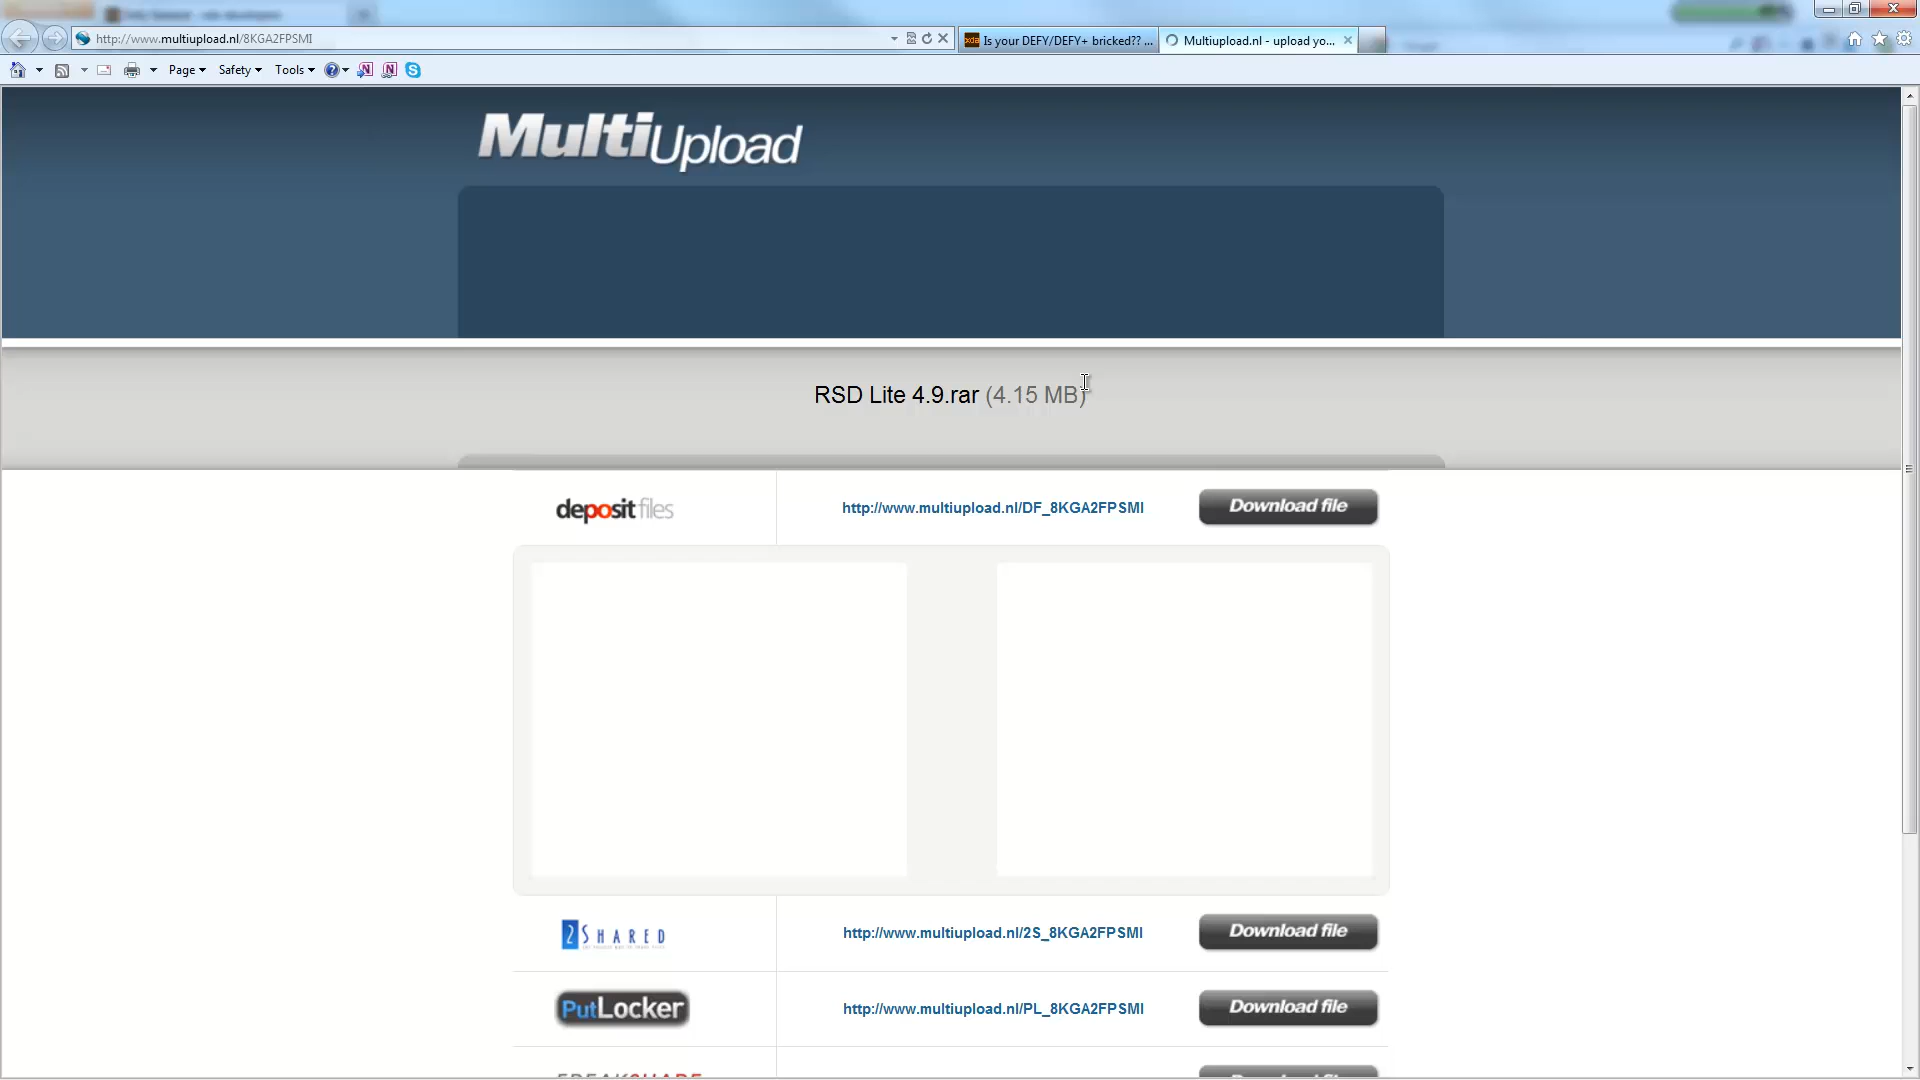 http://www.multiupload.nl/8KGA2FPSMI
Is your DEFY/DEFY+ bricked?? ...
Multiupload.nl - upload yo...
Page
Safety
Tools
MultiUpload
RSD Lite 4.9.rar (4.15 MB)
depositfiles
http://www.multiupload.nl/DF_8KGA2FPSMI
Download file
2SHARED
http://www.multiupload.nl/2S_8KGA2FPSMI
Download file
PutLocker
http://www.multiupload.nl/PL_8KGA2FPSMI
Download file